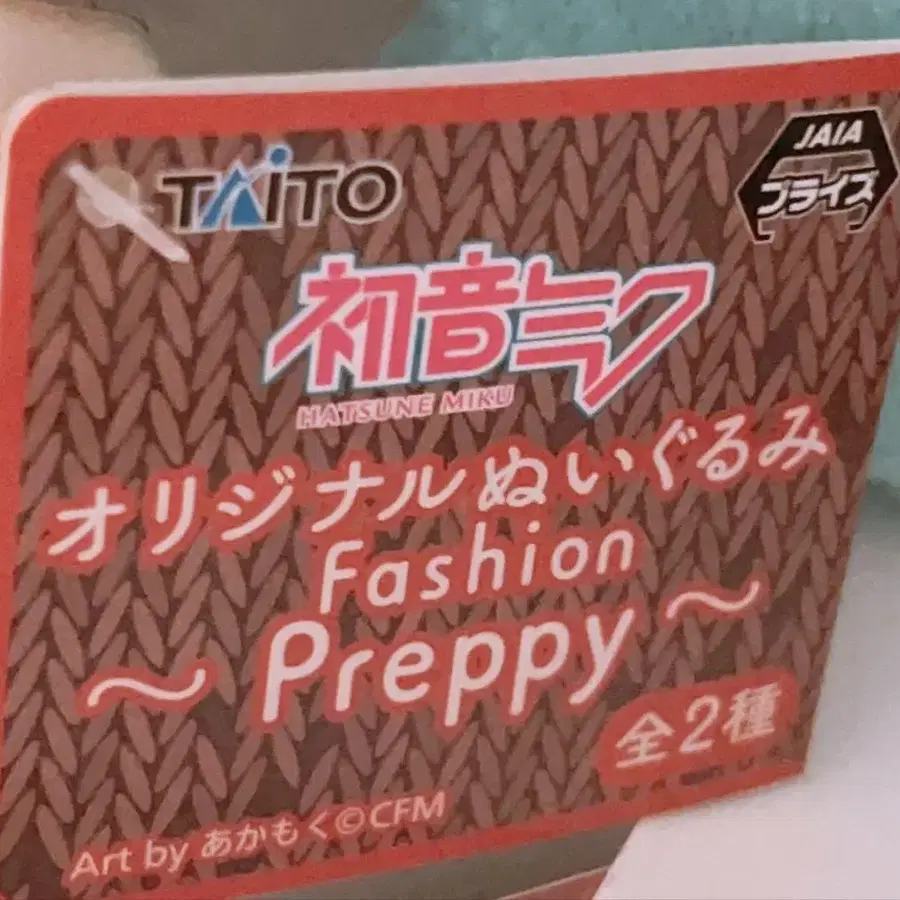 TAITO
JAIA
プライズ
初音ミク
HATSUNE MIKU
オリジナルぬいぐるみ
Fashion
～ Preppy ～
全2種
Art by あかもく©CFM